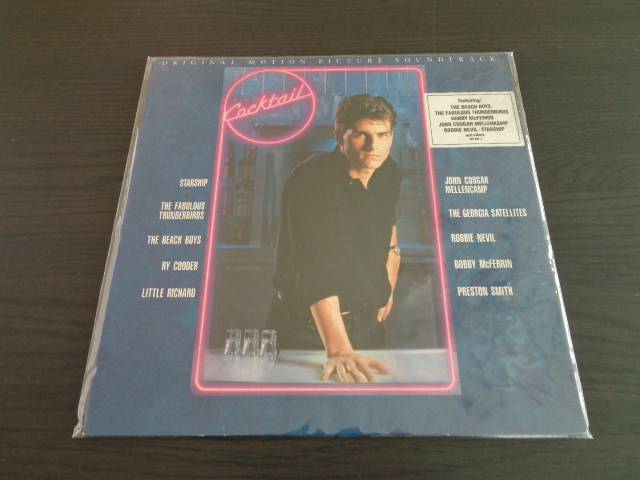 ORIGINAL MOTION PICTURE SOUNDTRACK
Cocktail
featuring:
THE BEACH BOYS
THE FABULOUS THUNDERBIRDS
BOBBY McFERRIN
JOHN COUGAR MELLENCAMP
ROBBIE NEVIL · STARSHIP
and others
STARSHIP
THE FABULOUS
THUNDERBIRDS
THE BEACH BOYS
RY COODER
LITTLE RICHARD
JOHN COUGAR
MELLENCAMP
THE GEORGIA SATELLITES
ROBBIE NEVIL
BOBBY McFERRIN
PRESTON SMITH